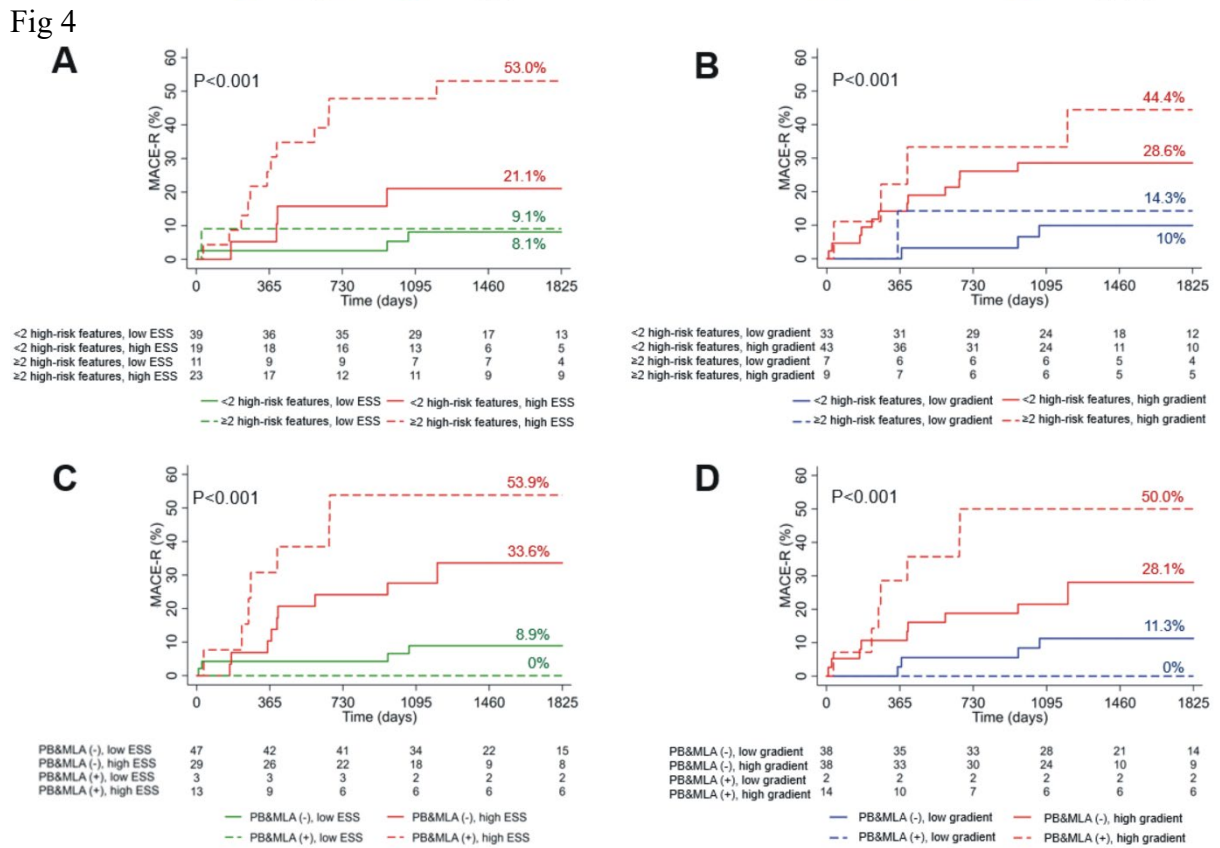 Fig 4
A
P<0.001
MACE-R (%)
60
50
40
30
20
10
0
53.0%
21.1%
9.1%
8.1%
0 365 730 1095 1460 1825
Time (days)
<2 high-risk features, low ESS 39 36 35 29 17 13
<2 high-risk features, high ESS 19 18 16 13 6 5
≥2 high-risk features, low ESS 11 9 9 7 7 4
≥2 high-risk features, high ESS 23 17 12 11 9 9
<2 high-risk features, low ESS <2 high-risk features, high ESS
≥2 high-risk features, low ESS ≥2 high-risk features, high ESS
B
P<0.001
MACE-R (%)
60
50
40
30
20
10
0
44.4%
28.6%
14.3%
10%
0 365 730 1095 1460 1825
Time (days)
<2 high-risk features, low gradient 33 31 29 24 18 12
<2 high-risk features, high gradient 43 36 31 24 11 10
≥2 high-risk features, low gradient 7 6 6 6 5 4
≥2 high-risk features, high gradient 9 7 6 6 5 5
<2 high-risk features, low gradient <2 high-risk features, high gradient
≥2 high-risk features, low gradient ≥2 high-risk features, high gradient
C
P<0.001
MACE-R (%)
60
50
40
30
20
10
0
53.9%
33.6%
8.9%
0%
0 365 730 1095 1460 1825
Time (days)
PB&MLA (-), low ESS 47 42 41 34 22 15
PB&MLA (-), high ESS 29 26 22 18 9 8
PB&MLA (+), low ESS 3 3 3 2 2 2
PB&MLA (+), high ESS 13 9 6 6 6 6
PB&MLA (-), low ESS PB&MLA (-), high ESS
PB&MLA (+), low ESS PB&MLA (+), high ESS
D
P<0.001
MACE-R (%)
60
50
40
30
20
10
0
50.0%
28.1%
11.3%
0%
0 365 730 1095 1460 1825
Time (days)
PB&MLA (-), low gradient 38 35 33 28 21 14
PB&MLA (-), high gradient 38 33 30 24 10 9
PB&MLA (+), low gradient 2 2 2 2 2 2
PB&MLA (+), high gradient 14 10 7 6 6 6
PB&MLA (-), low gradient PB&MLA (-), high gradient
PB&MLA (+), low gradient PB&MLA (+), high gradient